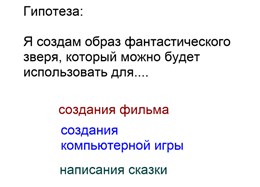 Гипотеза:
Я создам образ фантастического
зверя, который можно будет
использовать для....
создания фильма
создания
компьютерной игры
написания сказки